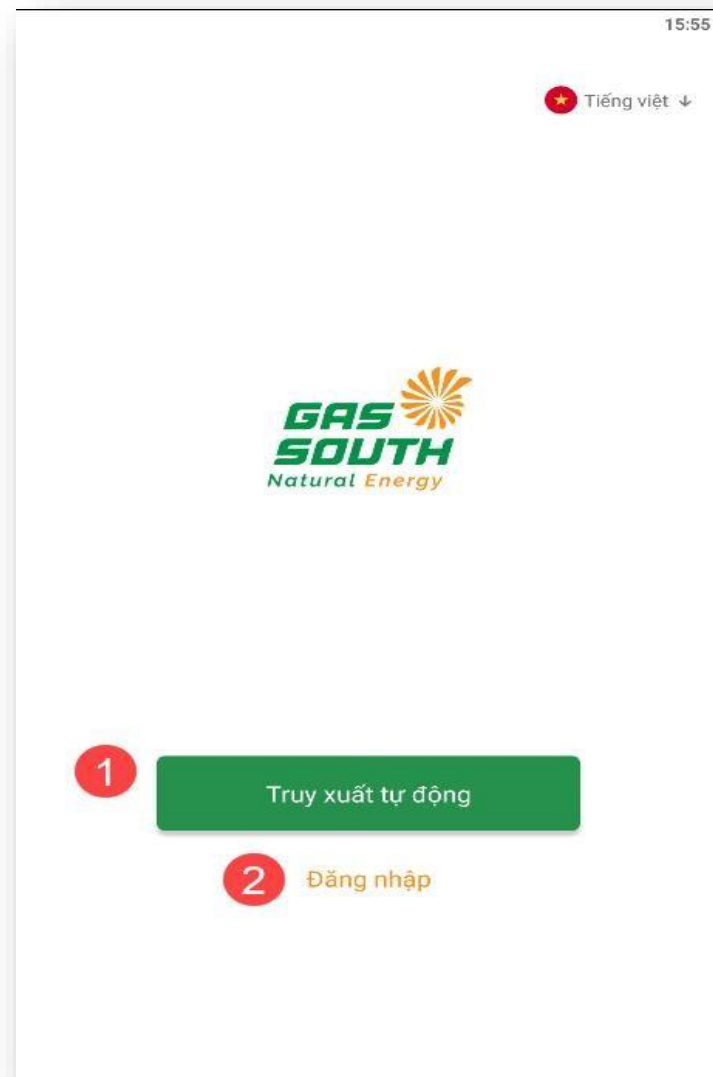 15:55
Tiếng việt ↓
GAS
SOUTH
Natural Energy
1
Truy xuất tự động
2
Đăng nhập